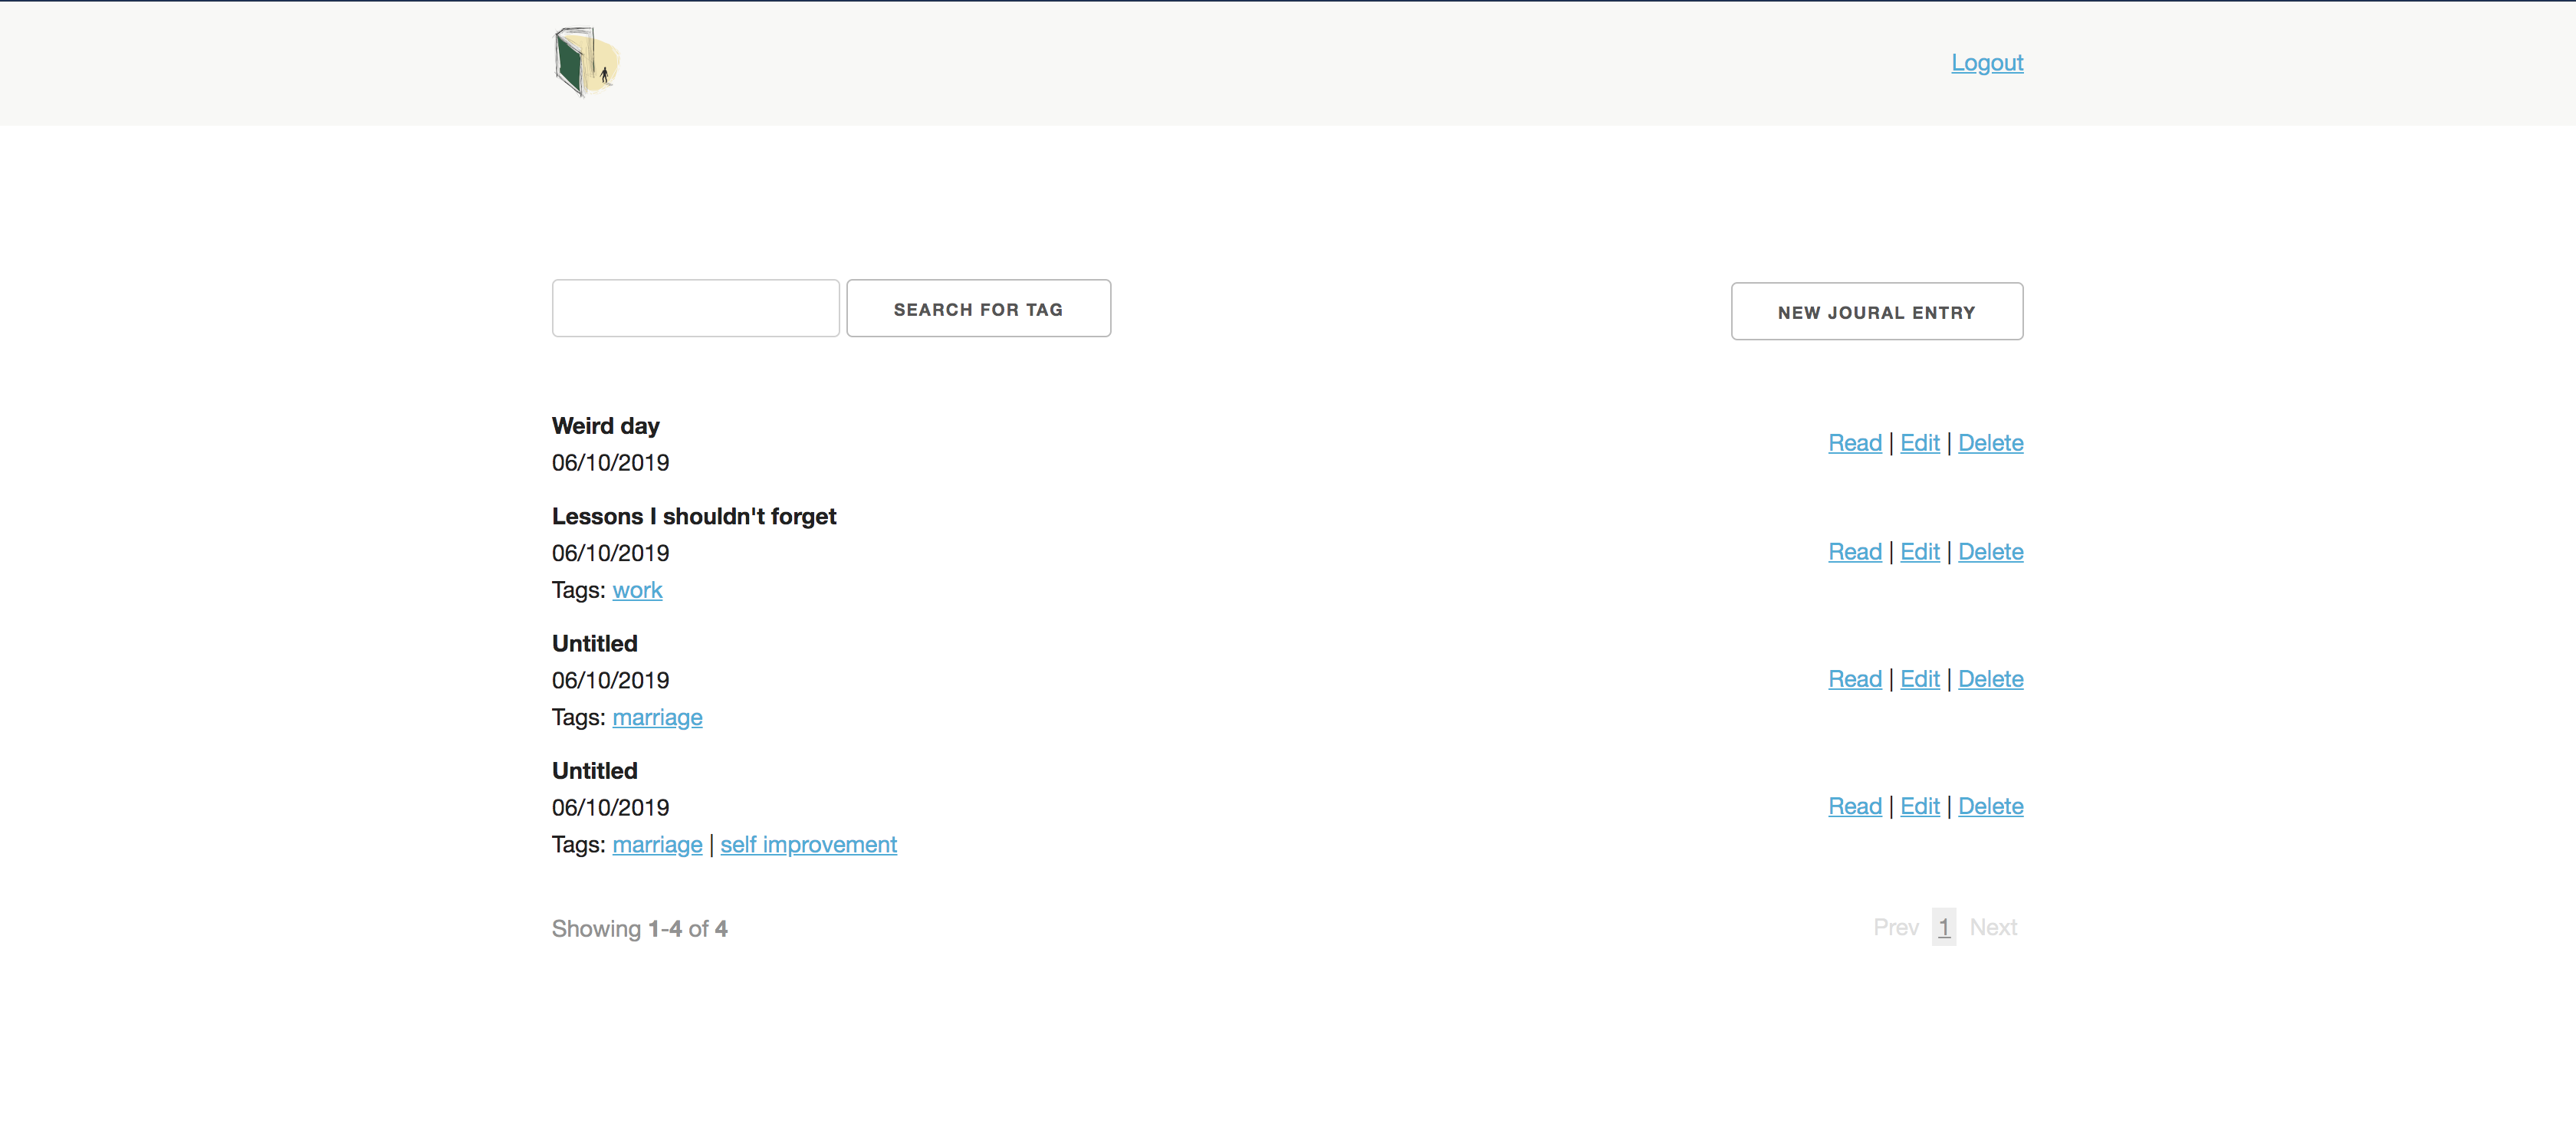 Logout
SEARCH FOR TAG
NEW JOURAL ENTRY
Weird day
06/10/2019
Read | Edit | Delete
Lessons I shouldn't forget
06/10/2019
Tags: work
Read | Edit | Delete
Untitled
06/10/2019
Tags: marriage
Read | Edit | Delete
Untitled
06/10/2019
Tags: marriage | self improvement
Read | Edit | Delete
Showing 1-4 of 4
Prev 1 Next